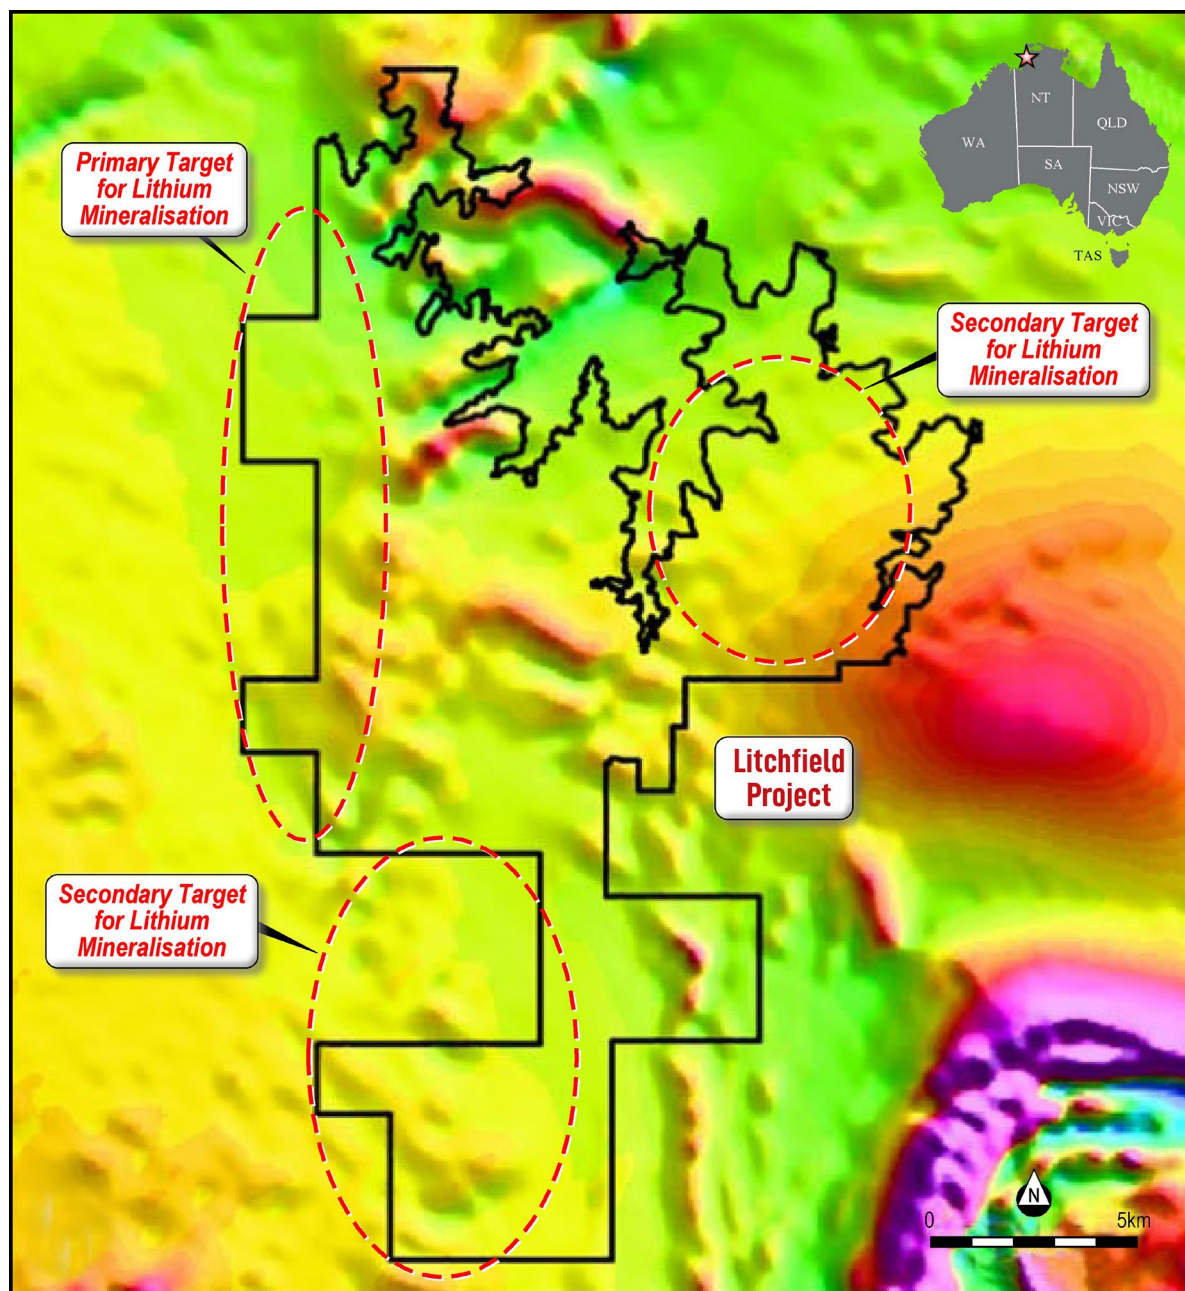 Primary Target
for Lithium
Mineralisation
NT
QLD
WA
SA
NSW
VIC
TAS
Secondary Target
for Lithium
Mineralisation
Litchfield
Project
Secondary Target
for Lithium
Mineralisation
N
0
5km